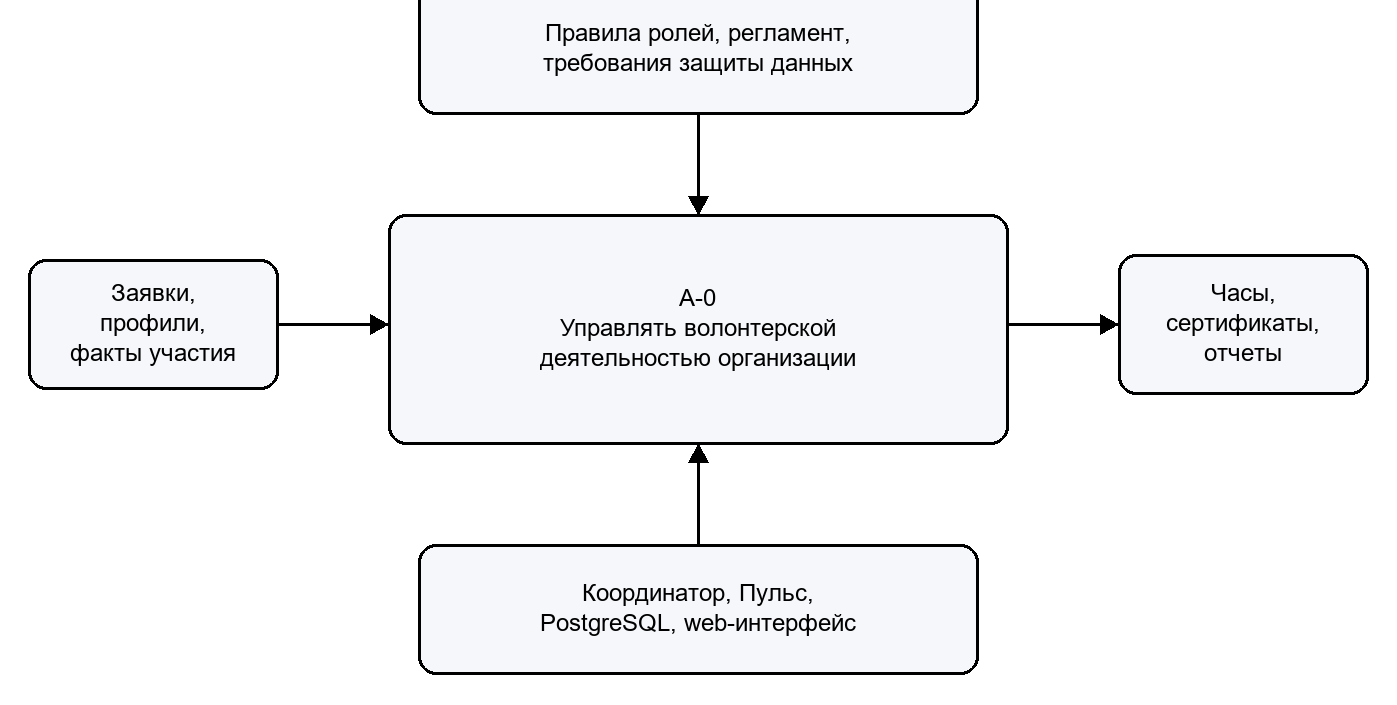 Правила ролей, регламент,
требования защиты данных
Заявки,
профили,
факты участия
А-0
Управлять волонтерской
деятельностью организации
Часы,
сертификаты,
отчеты
Координатор, Пульс,
PostgreSQL, web-интерфейс